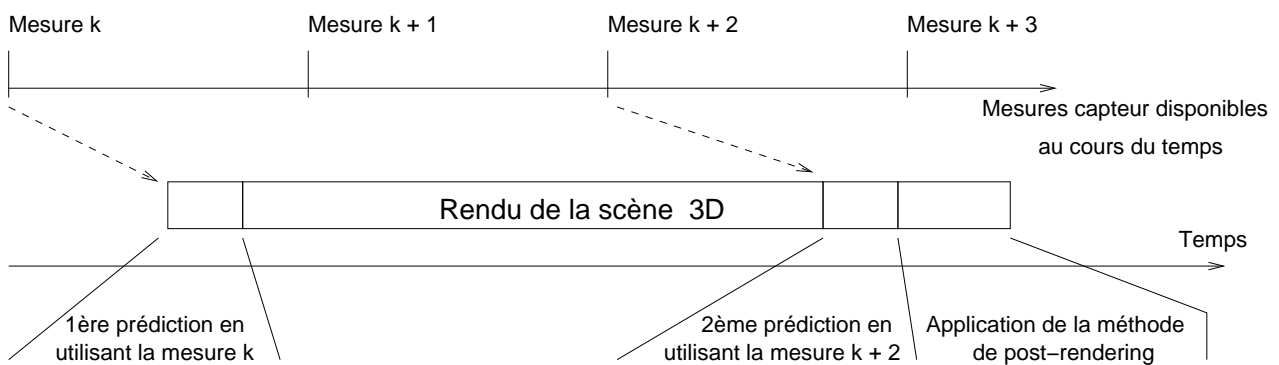 Mesure k
Mesure k + 1
Mesure k + 2
Mesure k + 3
Mesures capteur disponibles
au cours du temps
Rendu de la scène 3D
Temps
1ère prédiction en
utilisant la mesure k
2ème prédiction en
utilisant la mesure k + 2
Application de la méthode
de post−rendering